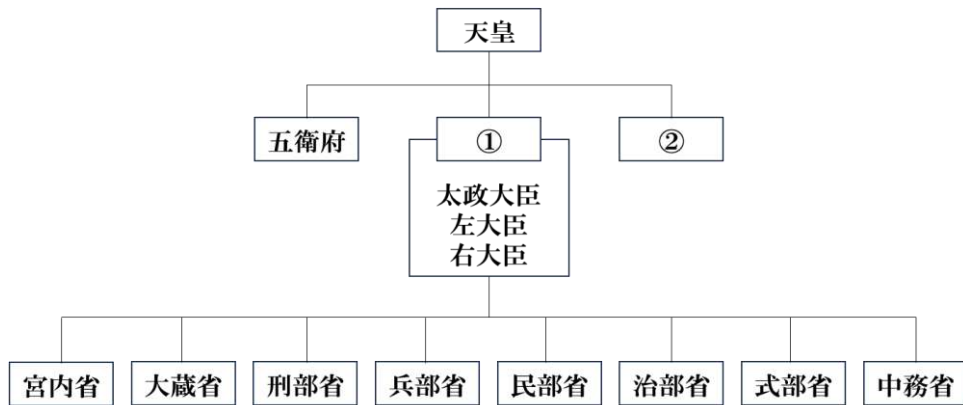 天皇
五衛府
①
②
太政大臣
左大臣
右大臣
宮内省
大蔵省
刑部省
兵部省
民部省
治部省
式部省
中務省